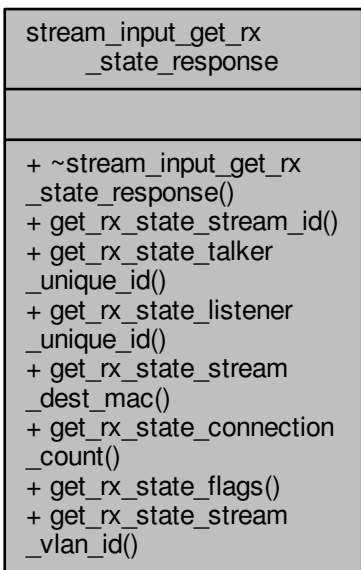 stream_input_get_rx
_state_response
+ ~stream_input_get_rx
_state_response()
+ get_rx_state_stream_id()
+ get_rx_state_talker
_unique_id()
+ get_rx_state_listener
_unique_id()
+ get_rx_state_stream
_dest_mac()
+ get_rx_state_connection
_count()
+ get_rx_state_flags()
+ get_rx_state_stream
_vlan_id()